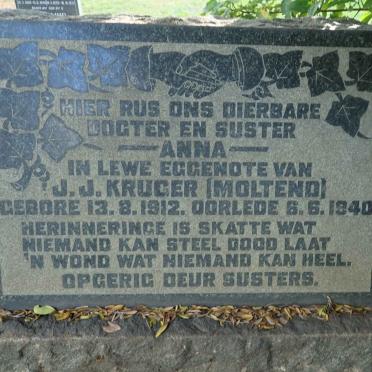 HIER RUS ONS DIERBARE
DOGTER EN SUSTER
ANNA
IN LEWE EGGENOTE VAN
J. J. KRUGER (MOLTENO)
GEBORE 13. 8. 1912. OORLEDE 6. 6. 1940
HERINNERINGE IS SKATTE WAT
NIEMAND KAN STEEL DOOD LAAT
'N WOND WAT NIEMAND KAN HEEL.
OPGERIG DEUR SUSTERS.